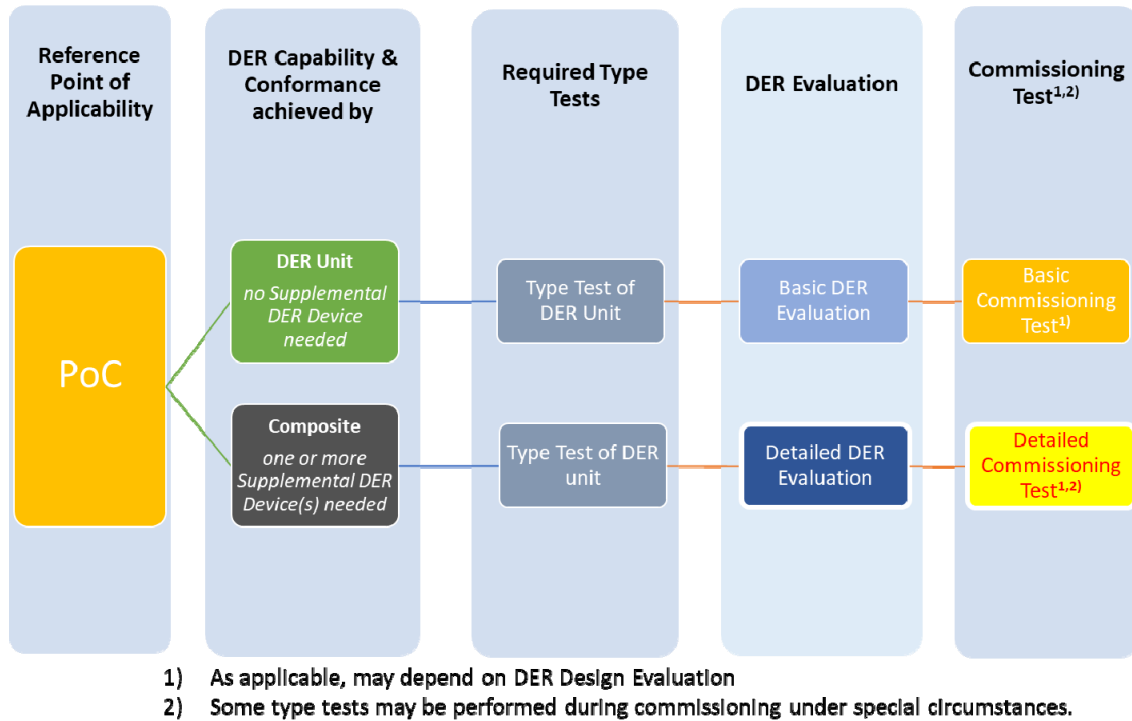 Reference
Point of
Applicability
DER Capability &
Conformance
achieved by
Required Type
Tests
DER Evaluation
Commissioning
Test1,2)
PoC
DER Unit
no Supplemental
DER Device
needed
Type Test of
DER Unit
Basic DER
Evaluation
Basic
Commissioning
Test1)
Composite
one or more
Supplemental DER
Device(s) needed
Type Test of DER
unit
Detailed DER
Evaluation
Detailed
Commissioning
Test1,2)
1) As applicable, may depend on DER Design Evaluation
2) Some type tests may be performed during commissioning under special circumstances.